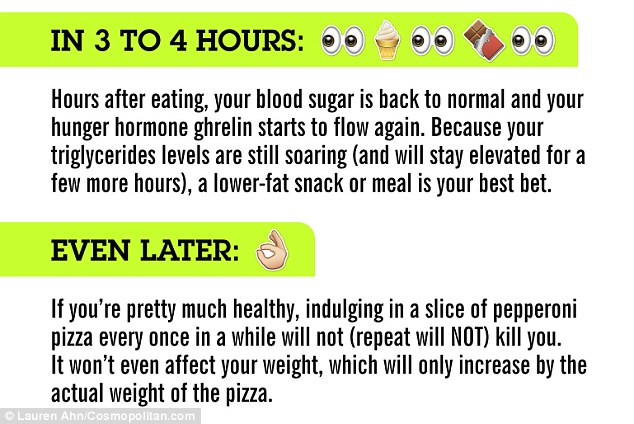 IN 3 TO 4 HOURS: 👀🍦👀🍫👀
Hours after eating, your blood sugar is back to normal and your
hunger hormone ghrelin starts to flow again. Because your
triglycerides levels are still soaring (and will stay elevated for a
few more hours), a lower-fat snack or meal is your best bet.
EVEN LATER: 👌
If you’re pretty much healthy, indulging in a slice of pepperoni
pizza every once in a while will not (repeat will NOT) kill you.
It won’t even affect your weight, which will only increase by the
actual weight of the pizza.
© Lauren Ahn/Cosmopolitan.com